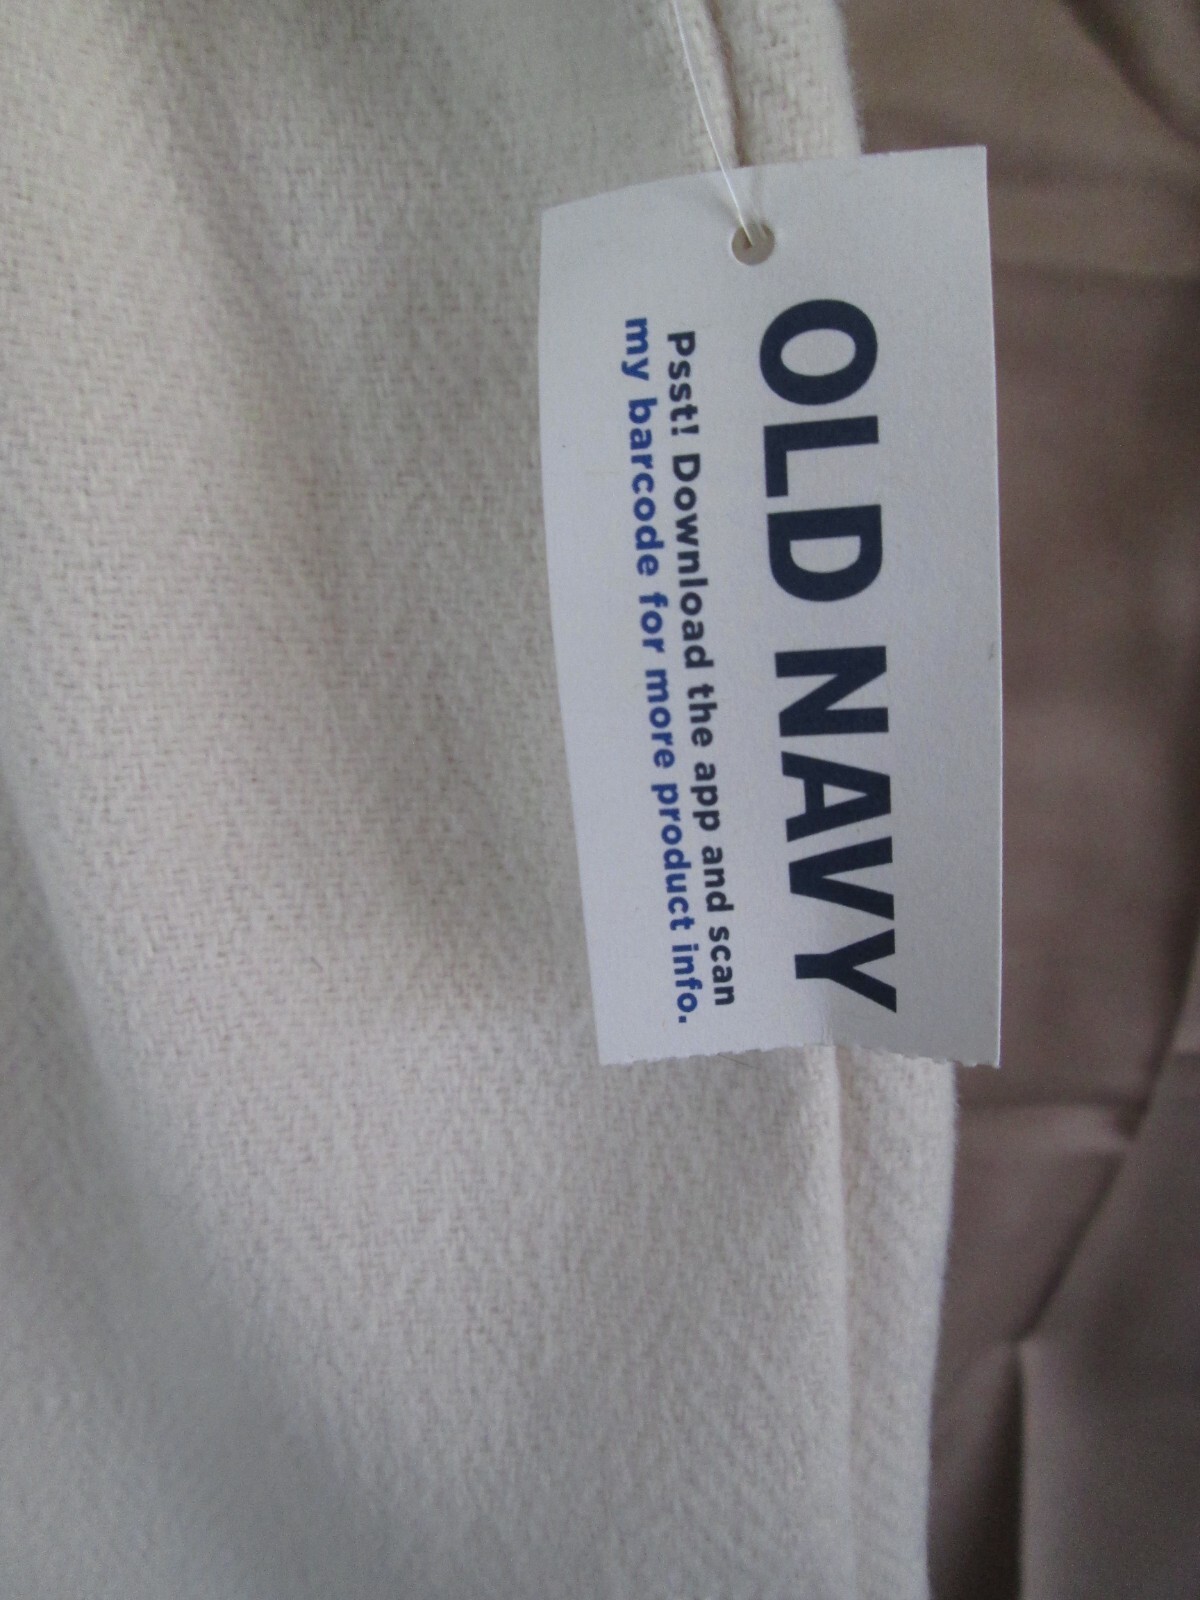 OLD NAVY
Psst! Download the app and scan
my barcode for more product info.